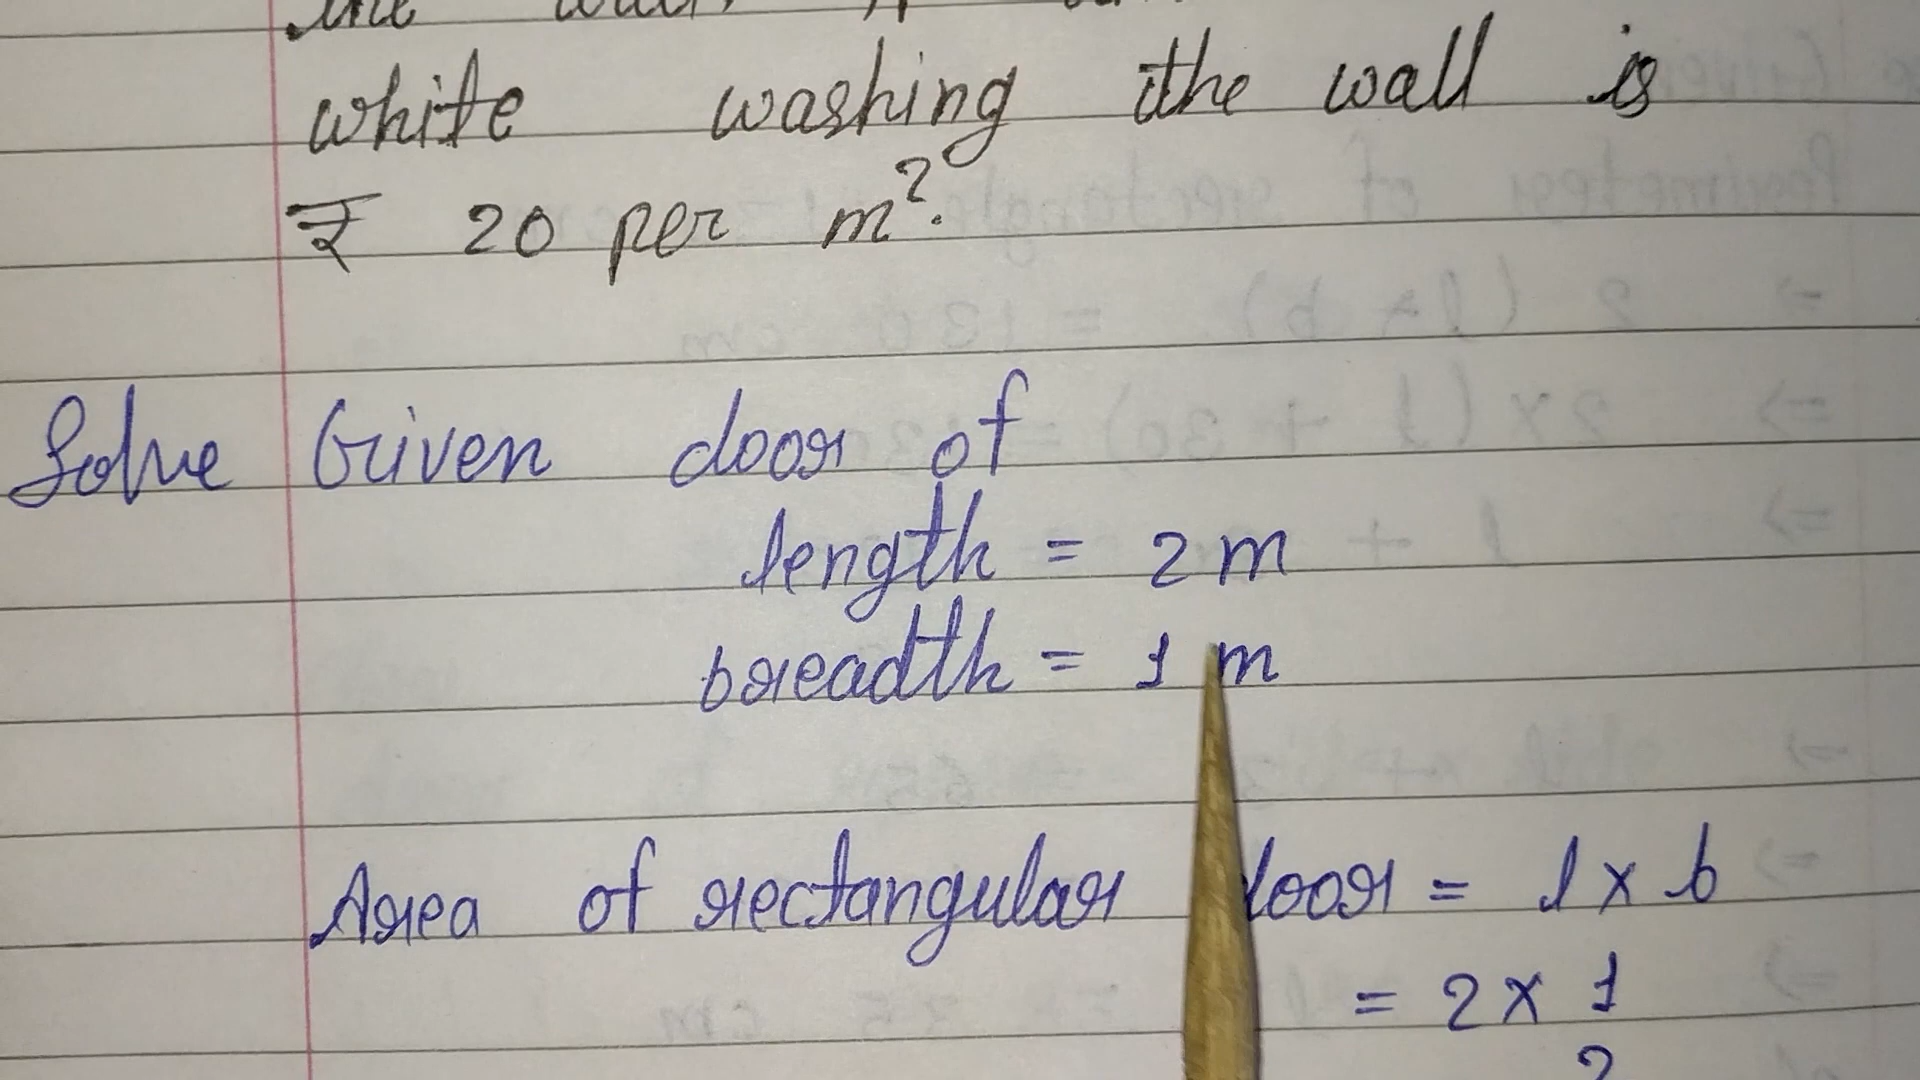 white washing the wall is
₹ 20 per m².
Solve Given door of
length = 2 m
breadth = 1 m
Area of rectangular door = l × b
= 2 × 1